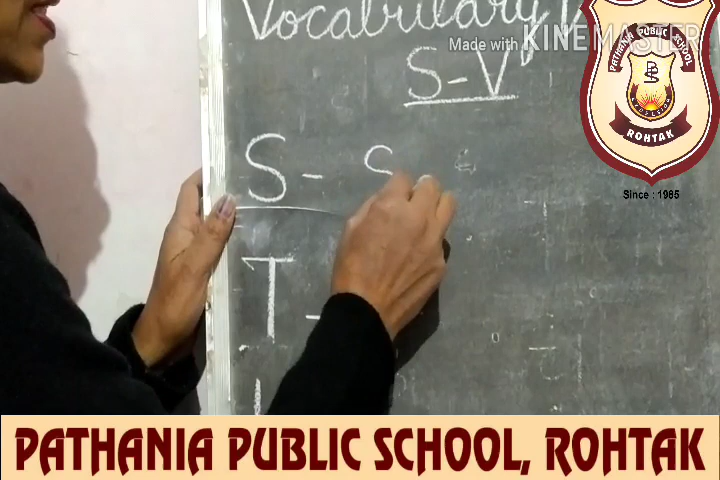 Vocabulary
Made with KINEMASTER
S-V
PATHANIA PUBLIC SCHOOL
ROHTAK
Since : 1985
S - S
T -
PATHANIA PUBLIC SCHOOL, ROHTAK